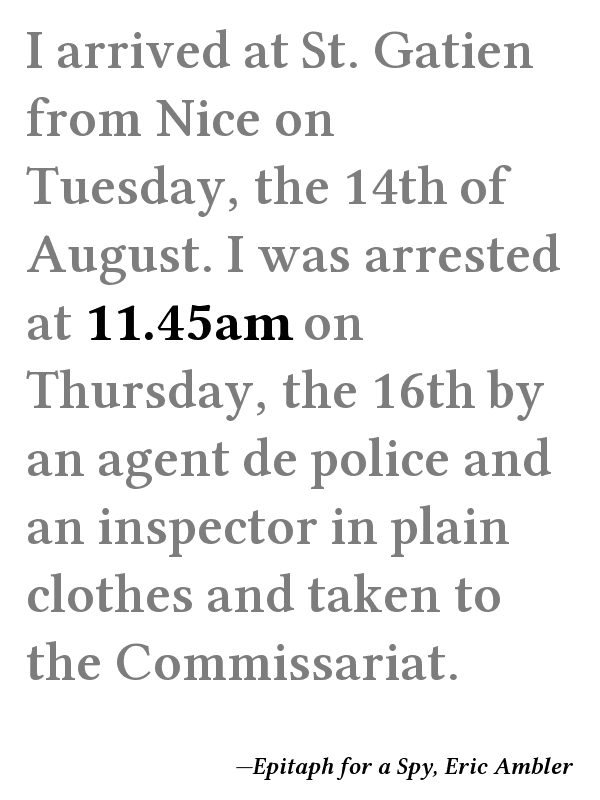 I arrived at St. Gatien
from Nice on
Tuesday, the 14th of
August. I was arrested
at 11.45am on
Thursday, the 16th by
an agent de police and
an inspector in plain
clothes and taken to
the Commissariat.
—Epitaph for a Spy, Eric Ambler